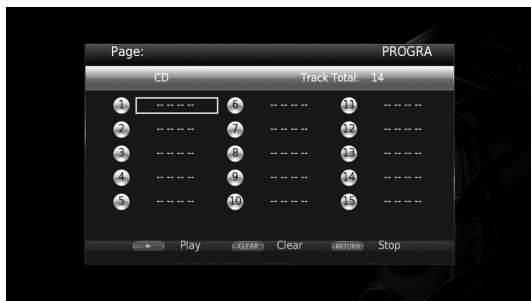 Page: PROGRA
CD Track Total: 14
1 -- -- -- -- 6 -- -- -- -- 11 -- -- -- --
2 -- -- -- -- 7 -- -- -- -- 12 -- -- -- --
3 -- -- -- -- 8 -- -- -- -- 13 -- -- -- --
4 -- -- -- -- 9 -- -- -- -- 14 -- -- -- --
5 -- -- -- -- 10 -- -- -- -- 15 -- -- -- --
Play CLEAR Clear RETURN Stop